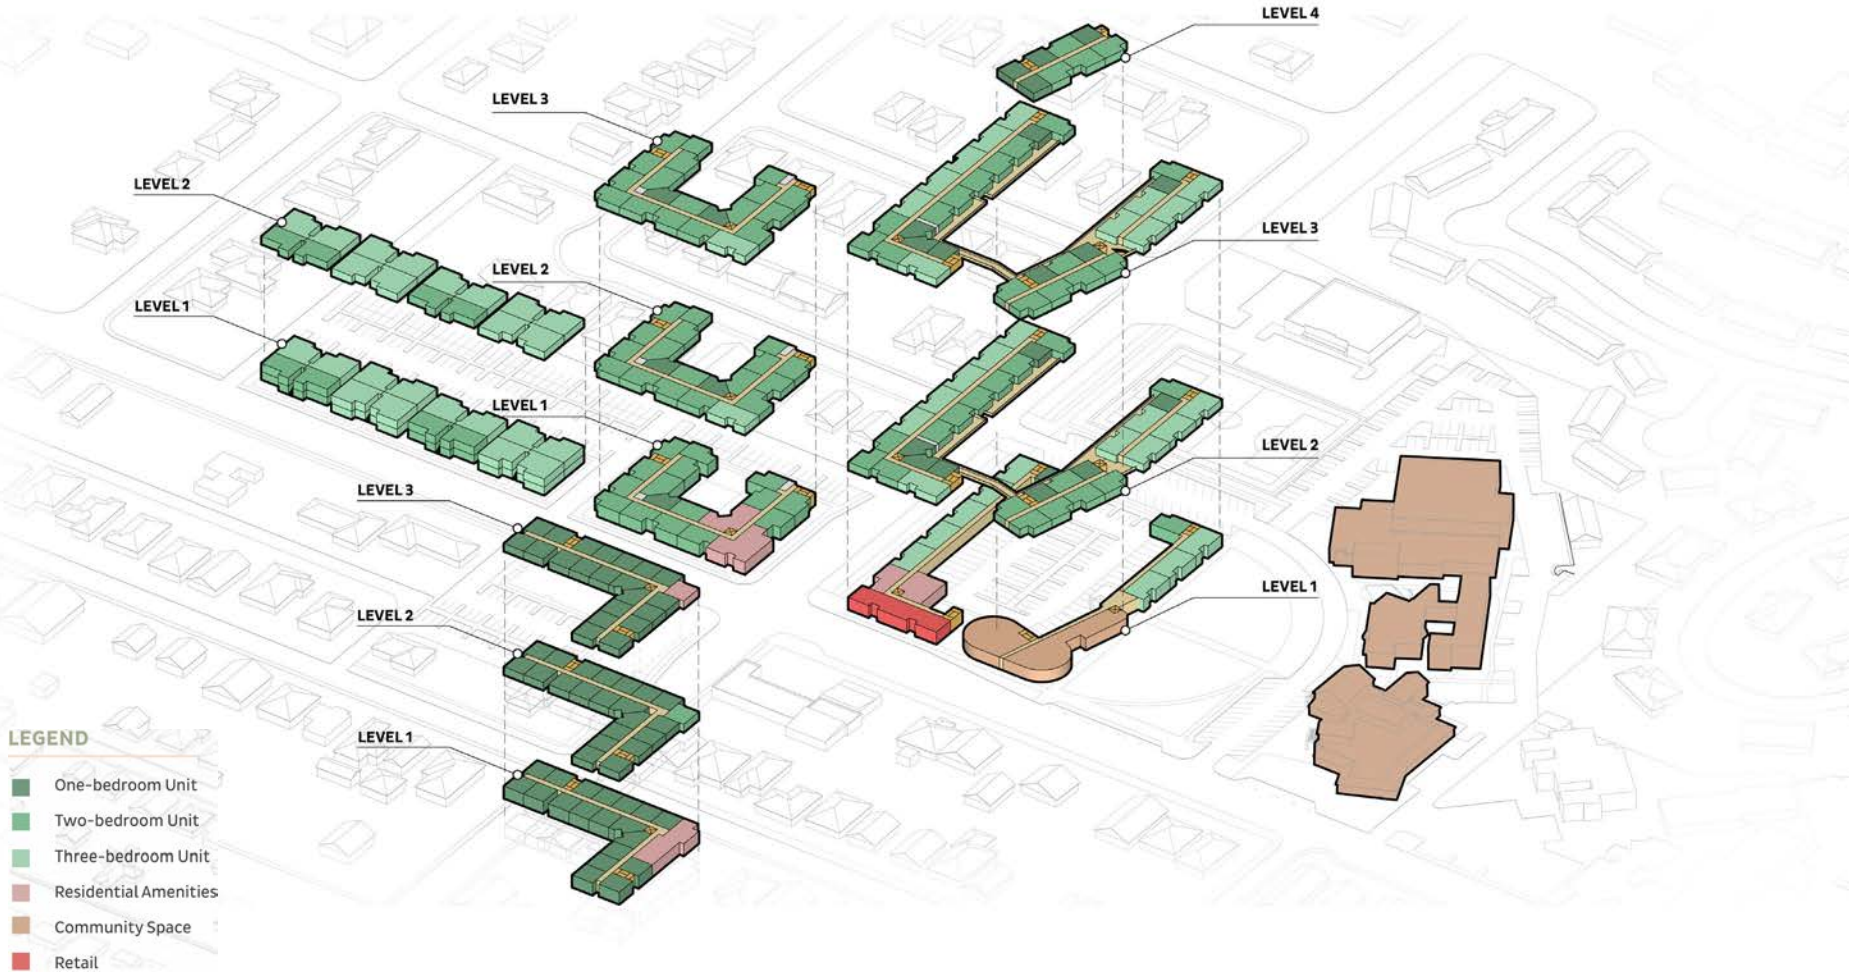 LEVEL 4
LEVEL 3
LEVEL 2
LEVEL 3
LEVEL 2
LEVEL 1
LEVEL 1
LEVEL 2
LEVEL 3
LEVEL 1
LEVEL 2
LEVEL 1
LEGEND
One-bedroom Unit
Two-bedroom Unit
Three-bedroom Unit
Residential Amenities
Community Space
Retail